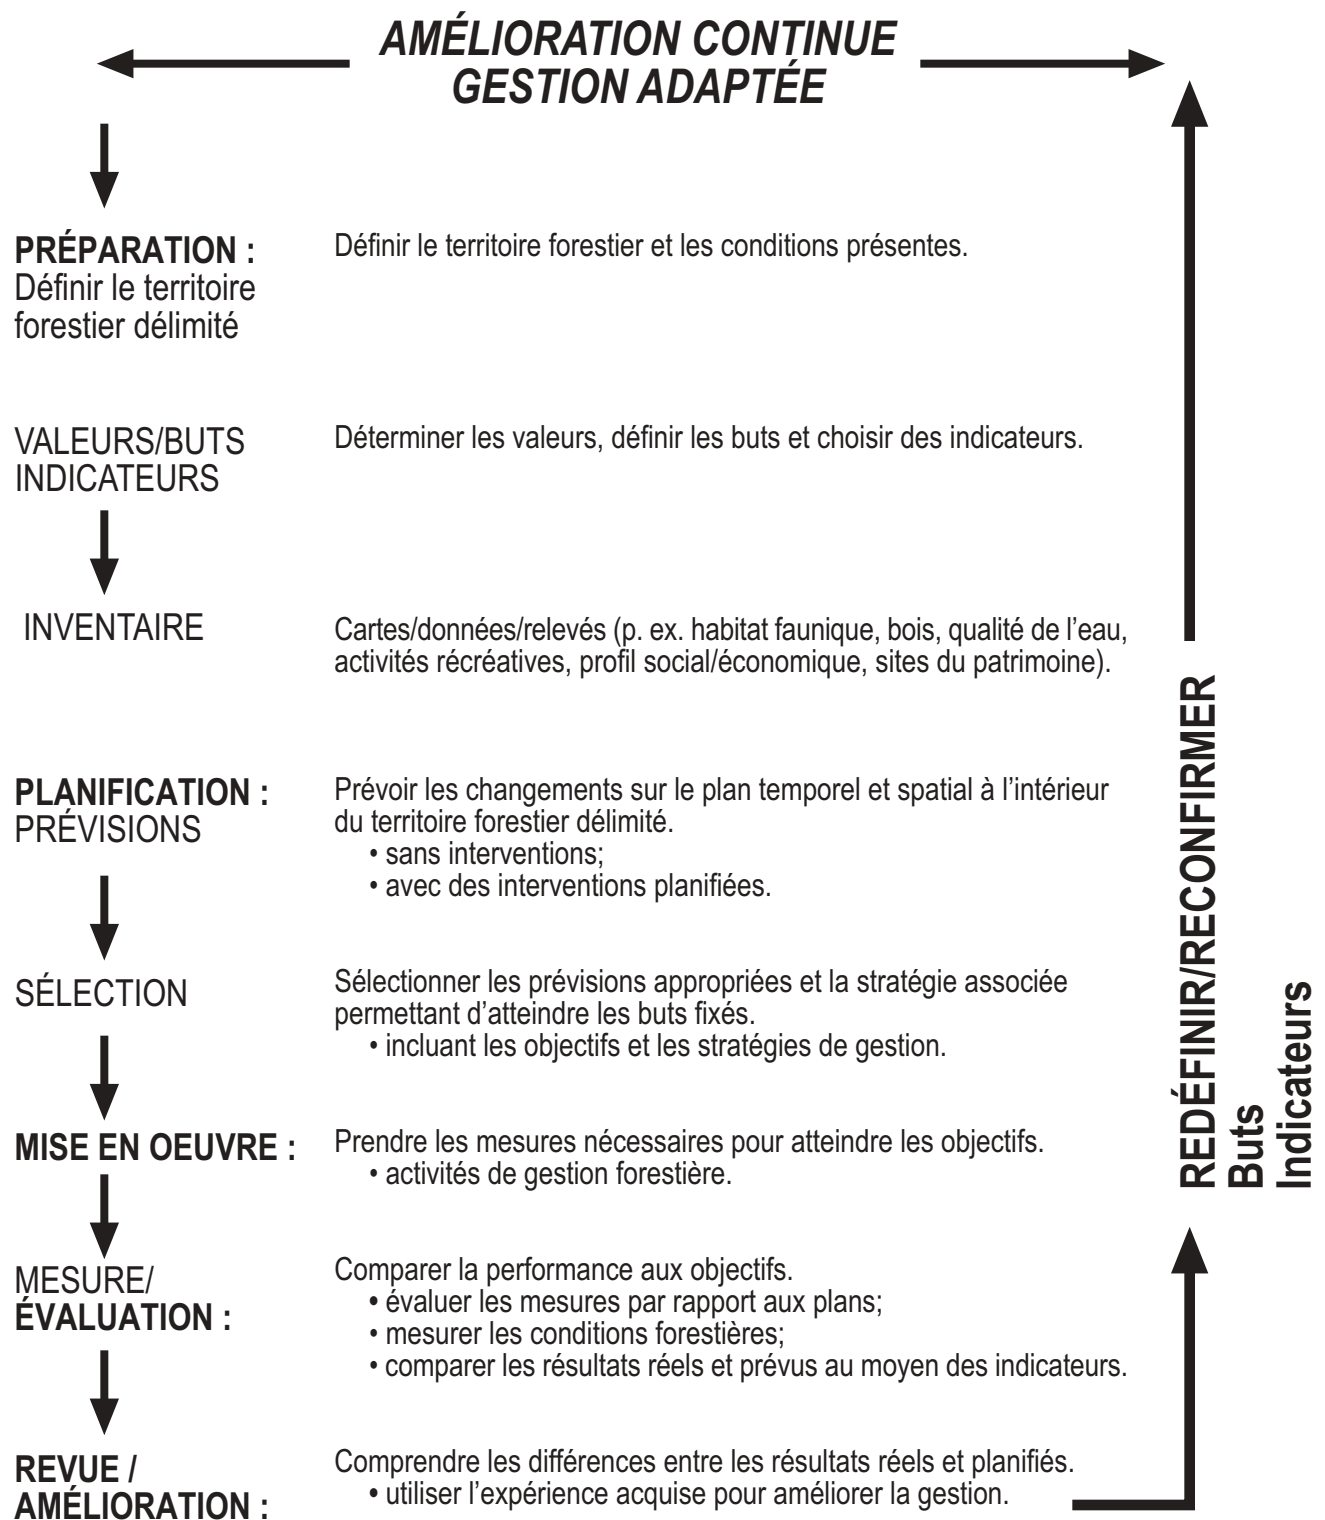 AMÉLIORATION CONTINUE
GESTION ADAPTÉE
PRÉPARATION :
Définir le territoire
forestier délimité
Définir le territoire forestier et les conditions présentes.
VALEURS/BUTS
INDICATEURS
Déterminer les valeurs, définir les buts et choisir des indicateurs.
INVENTAIRE
Cartes/données/relevés (p. ex. habitat faunique, bois, qualité de l’eau,
activités récréatives, profil social/économique, sites du patrimoine).
PLANIFICATION :
PRÉVISIONS
Prévoir les changements sur le plan temporel et spatial à l’intérieur
du territoire forestier délimité.
• sans interventions;
• avec des interventions planifiées.
SÉLECTION
Sélectionner les prévisions appropriées et la stratégie associée
permettant d’atteindre les buts fixés.
• incluant les objectifs et les stratégies de gestion.
MISE EN OEUVRE :
Prendre les mesures nécessaires pour atteindre les objectifs.
• activités de gestion forestière.
MESURE/
ÉVALUATION :
Comparer la performance aux objectifs.
• évaluer les mesures par rapport aux plans;
• mesurer les conditions forestières;
• comparer les résultats réels et prévus au moyen des indicateurs.
REVUE /
AMÉLIORATION :
Comprendre les différences entre les résultats réels et planifiés.
• utiliser l’expérience acquise pour améliorer la gestion.
REDÉFINIR/RECONFIRMER
Buts
Indicateurs